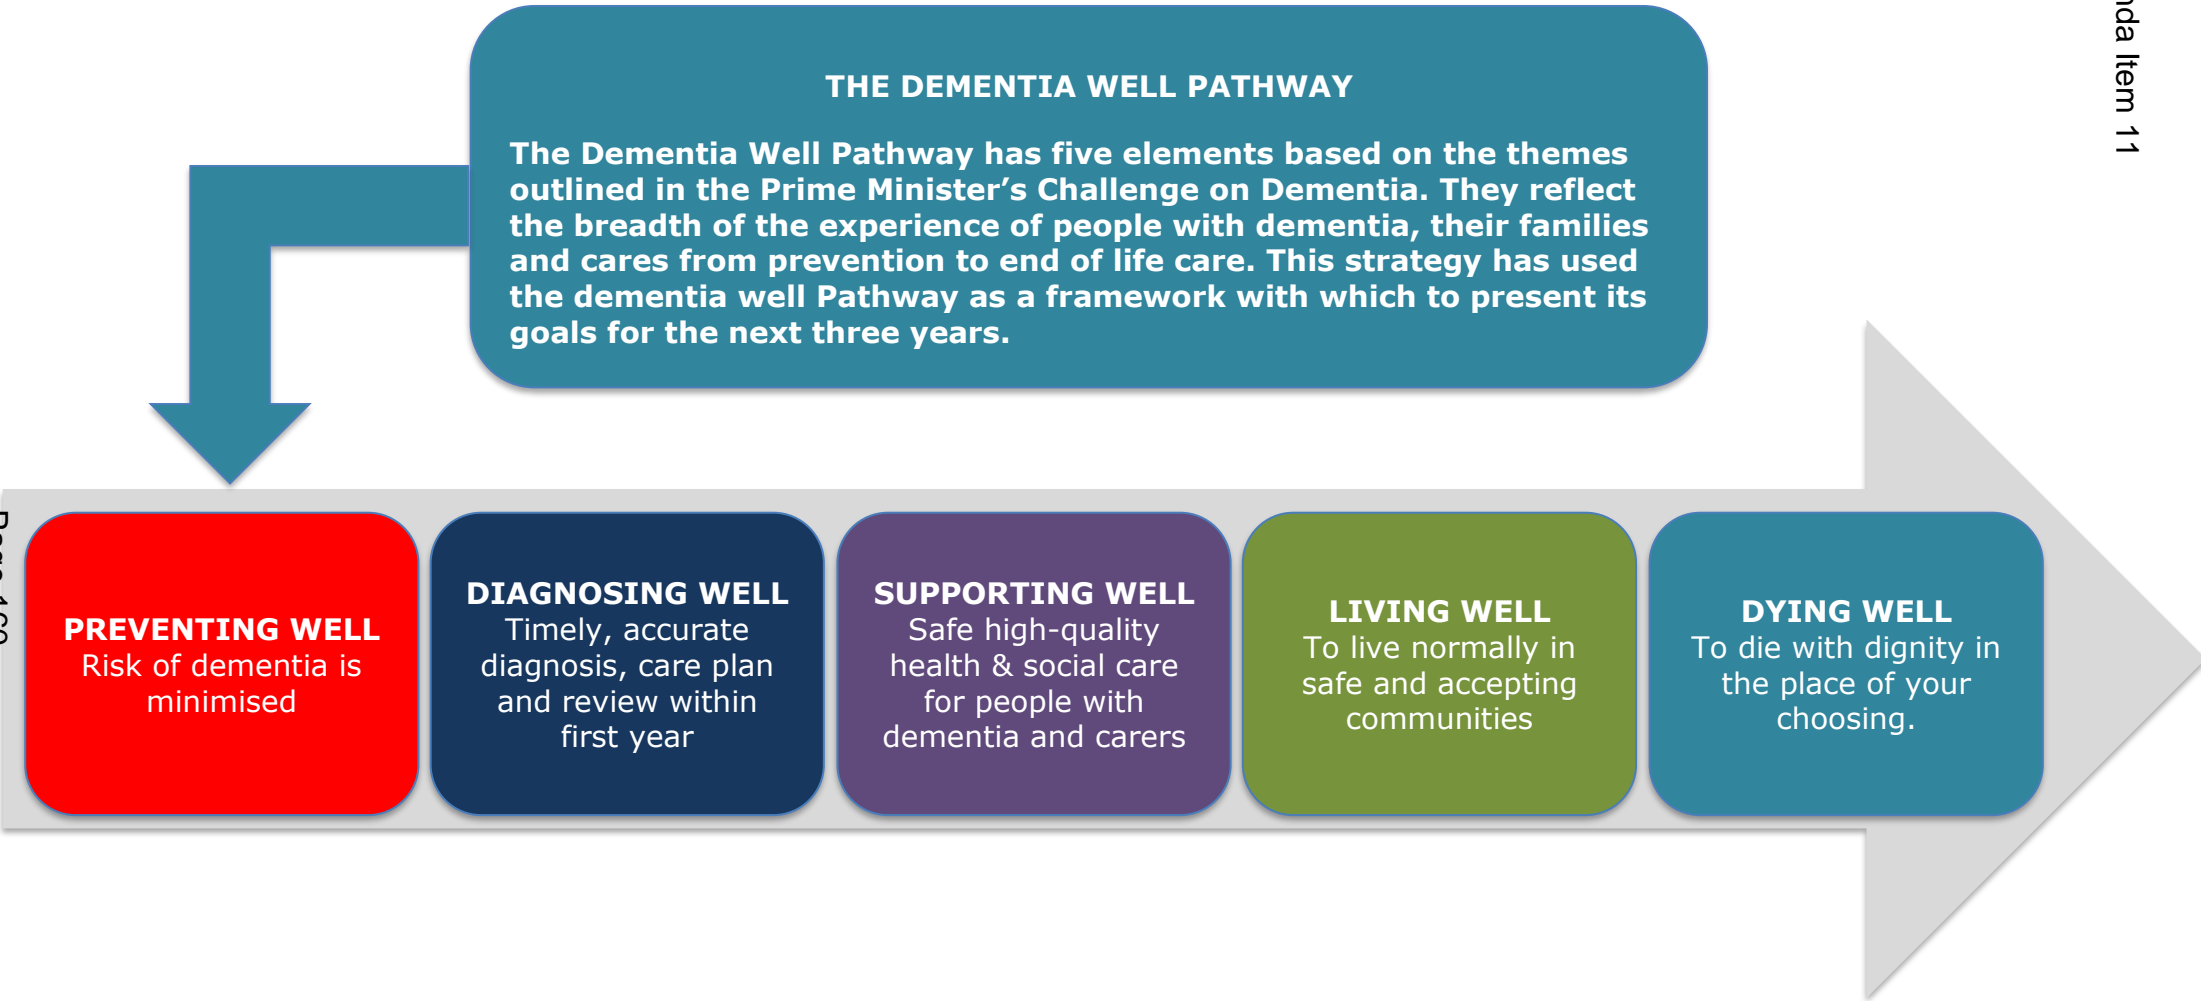 nda Item 11
THE DEMENTIA WELL PATHWAY
The Dementia Well Pathway has five elements based on the themes
outlined in the Prime Minister’s Challenge on Dementia. They reflect
the breadth of the experience of people with dementia, their families
and cares from prevention to end of life care. This strategy has used
the dementia well Pathway as a framework with which to present its
goals for the next three years.
PREVENTING WELL
Risk of dementia is
minimised
DIAGNOSING WELL
Timely, accurate
diagnosis, care plan
and review within
first year
SUPPORTING WELL
Safe high-quality
health & social care
for people with
dementia and carers
LIVING WELL
To live normally in
safe and accepting
communities
DYING WELL
To die with dignity in
the place of your
choosing.